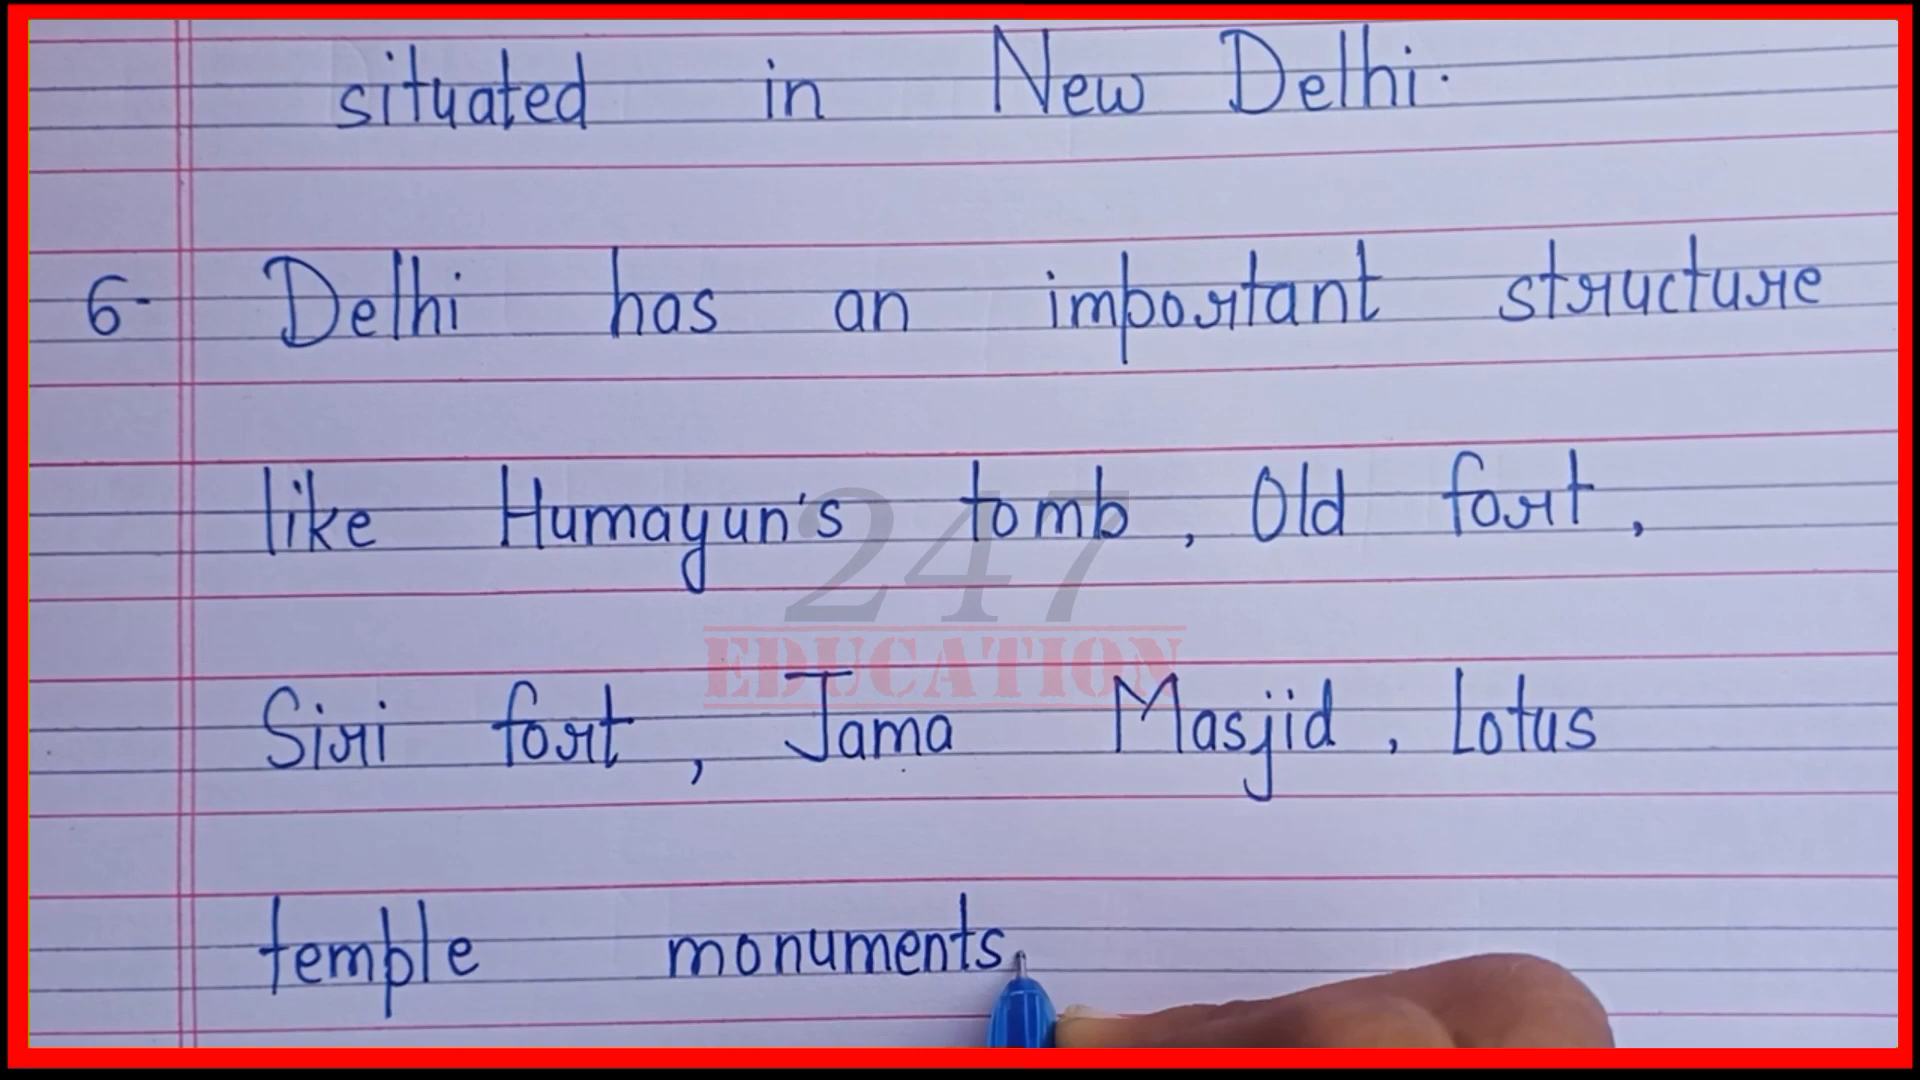 situated in New Delhi.
6- Delhi has an important structure
like Humayun's tomb, Old fort,
247
EDUCATION
Siri fort, Jama Masjid, Lotus
temple monuments.